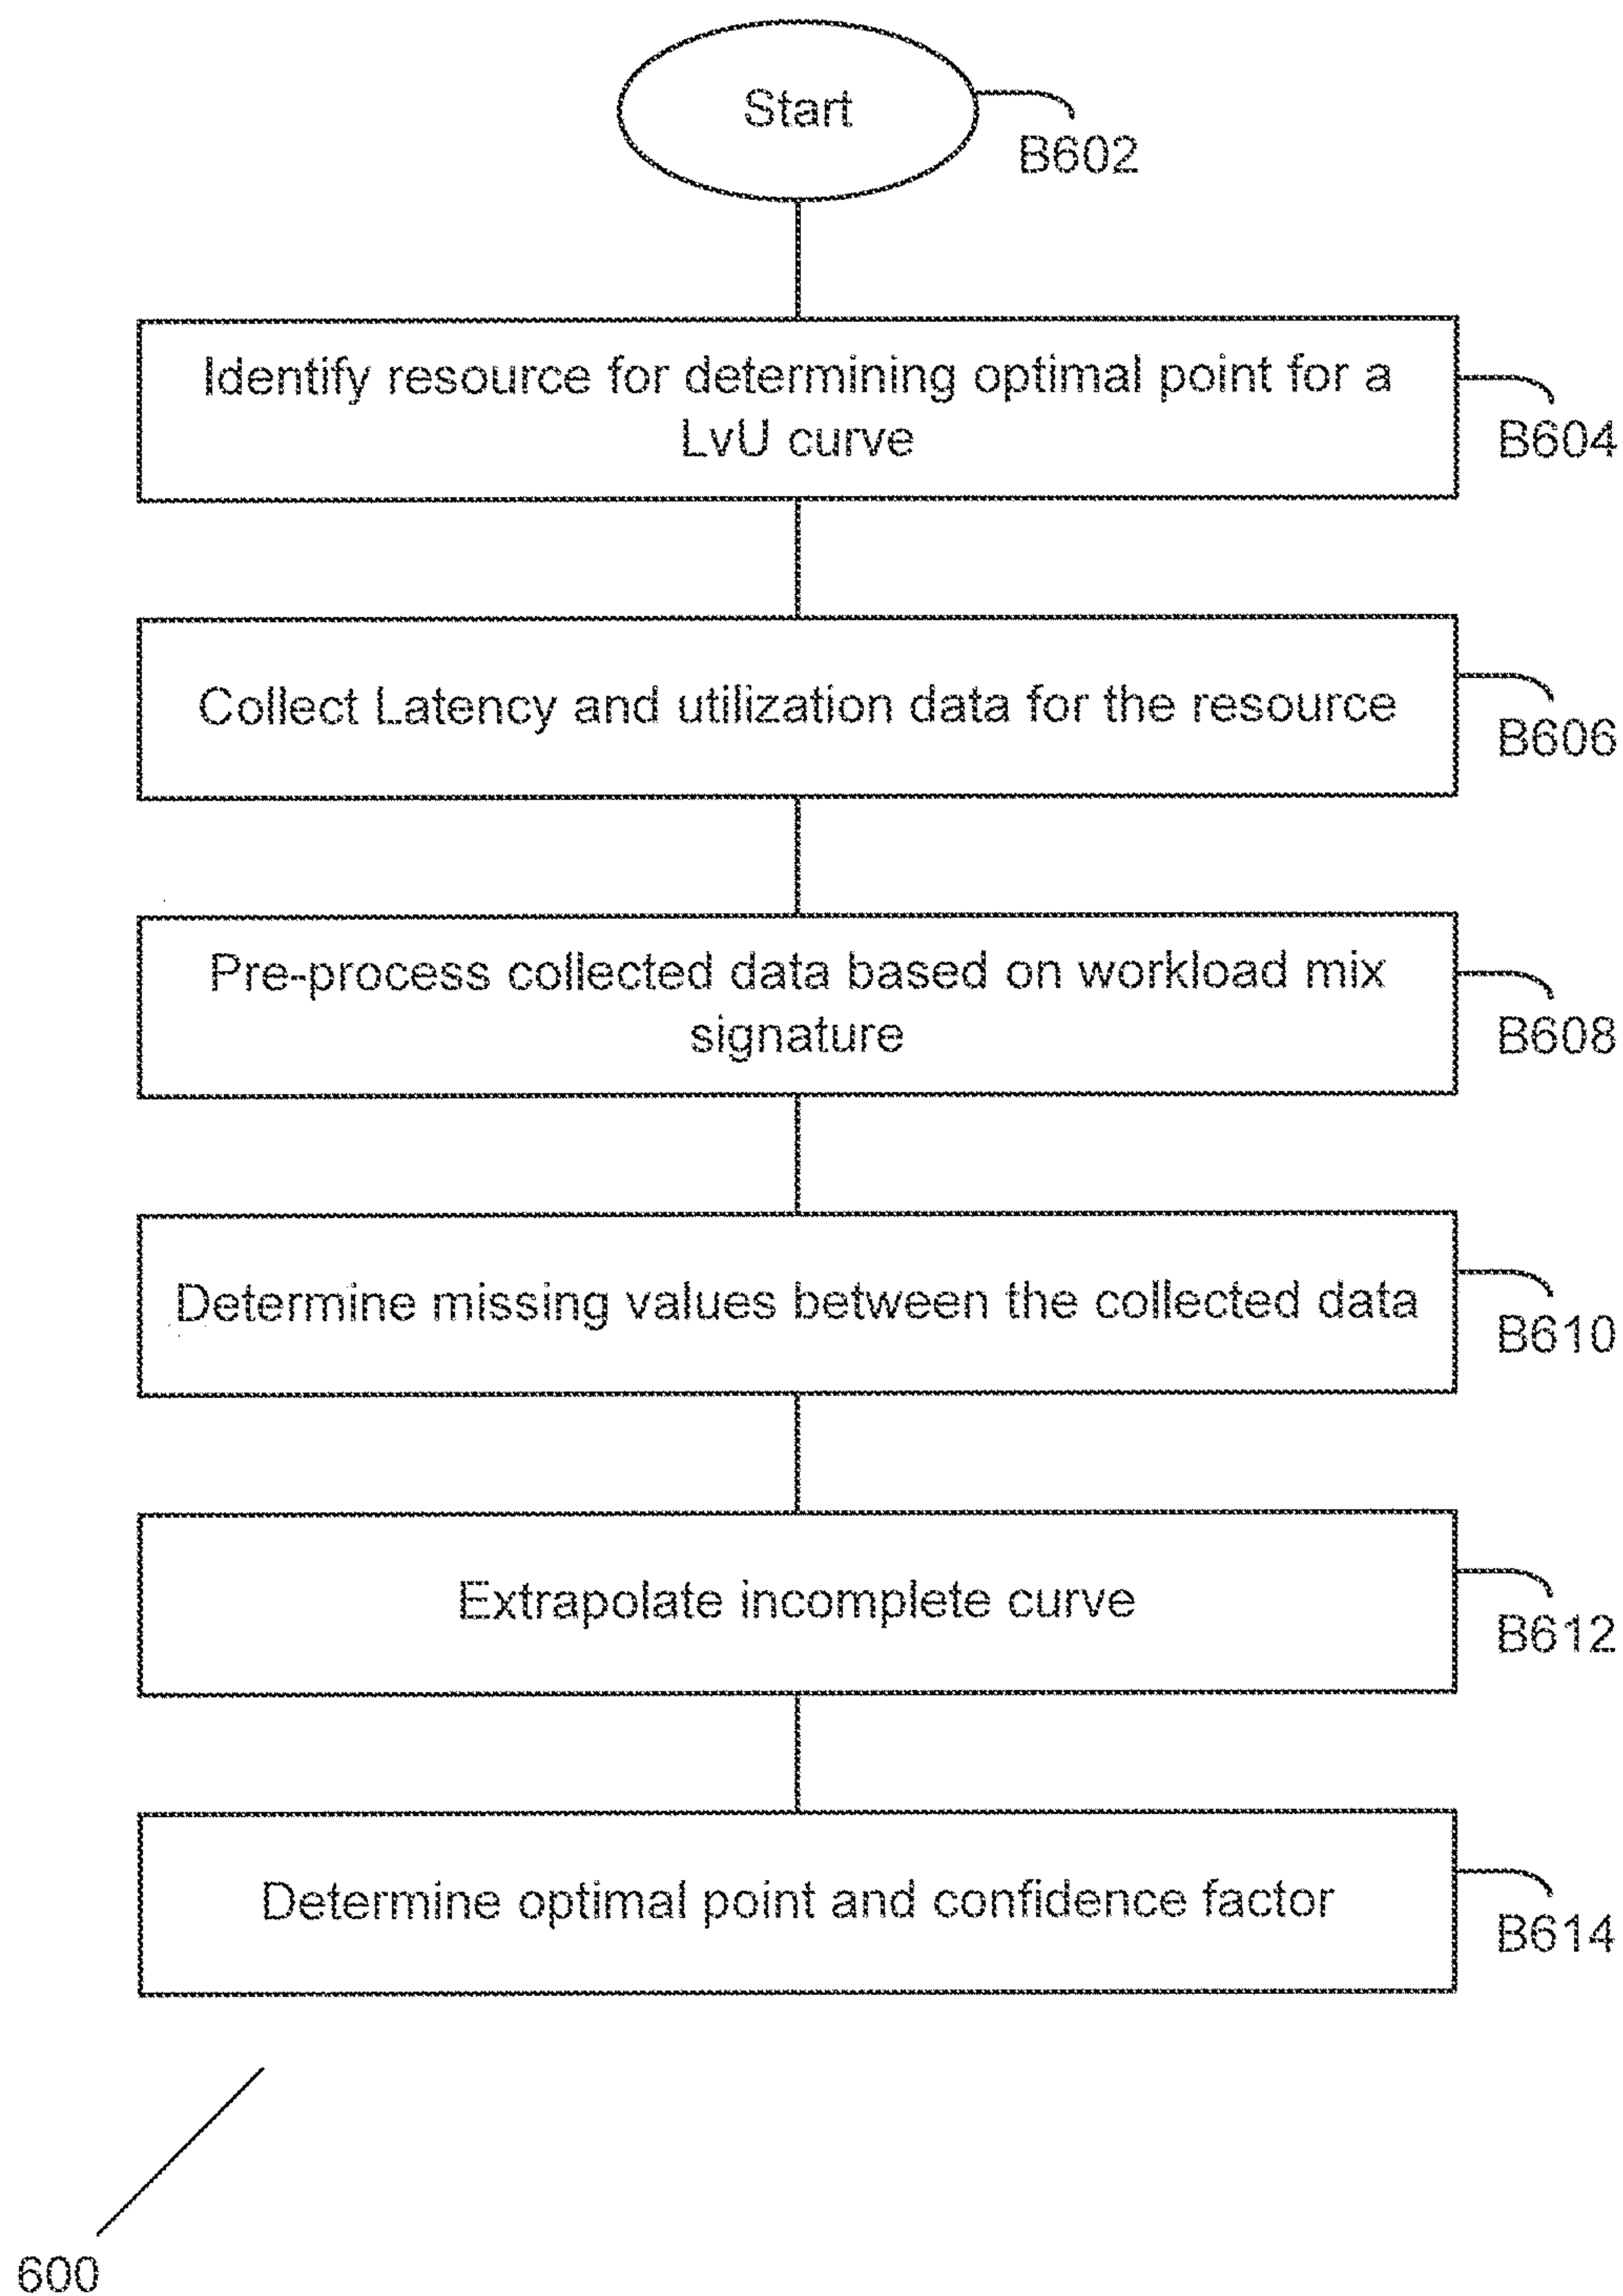 Start
B602
Identify resource for determining optimal point for a
LvU curve
B604
Collect Latency and utilization data for the resource
B606
Pre-process collected data based on workload mix
signature
B608
Determine missing values between the collected data
B610
Extrapolate incomplete curve
B612
Determine optimal point and confidence factor
B614
600